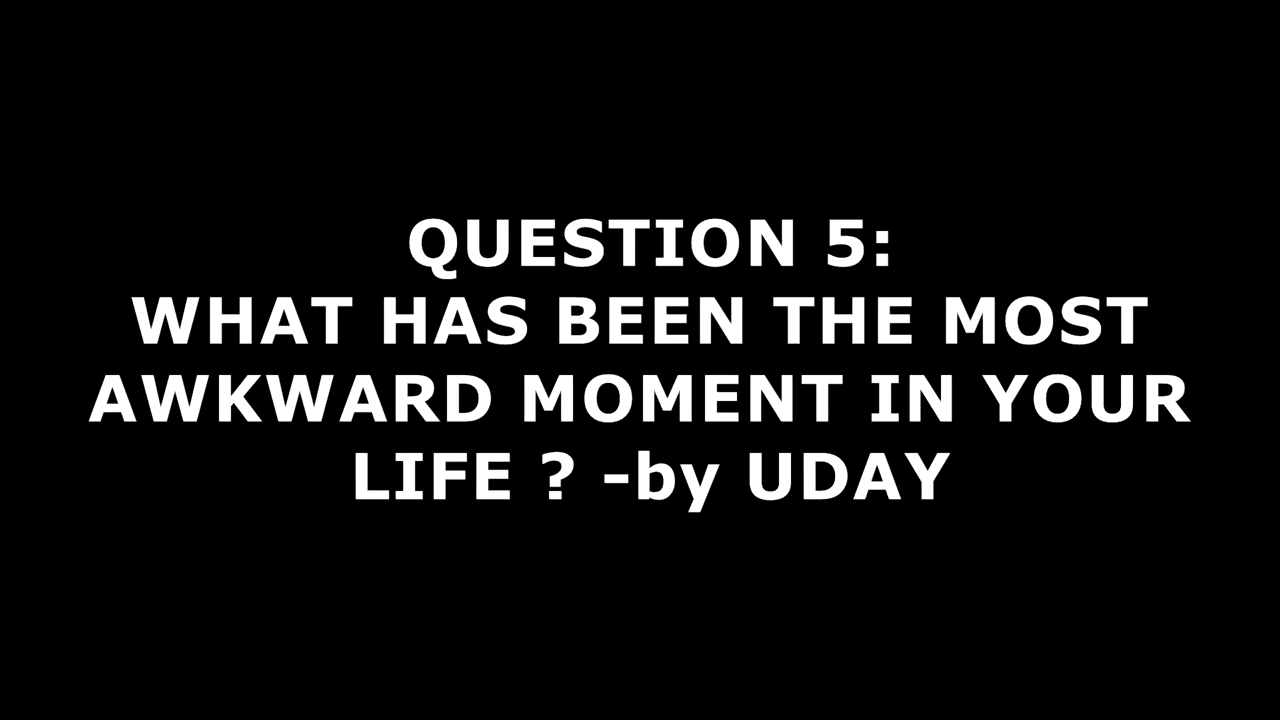 QUESTION 5:
WHAT HAS BEEN THE MOST
AWKWARD MOMENT IN YOUR
LIFE ? -by UDAY